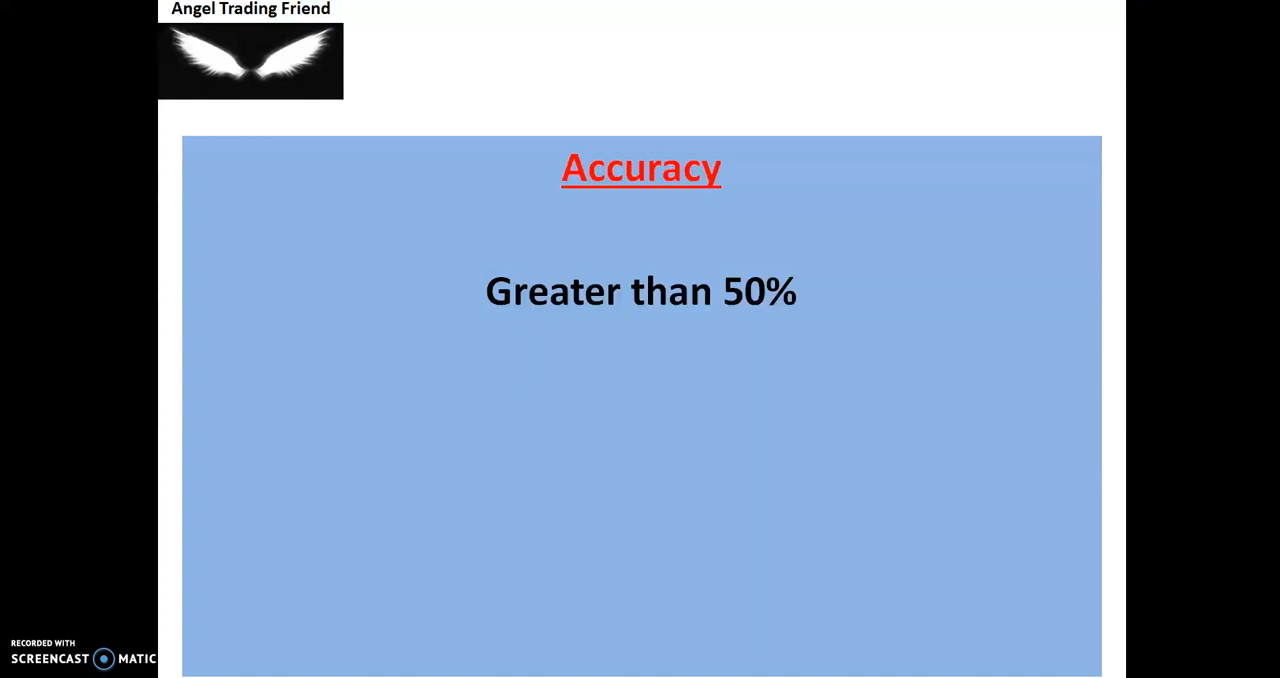 Angel Trading Friend
Accuracy
Greater than 50%
RECORDED WITH
SCREENCAST MATIC